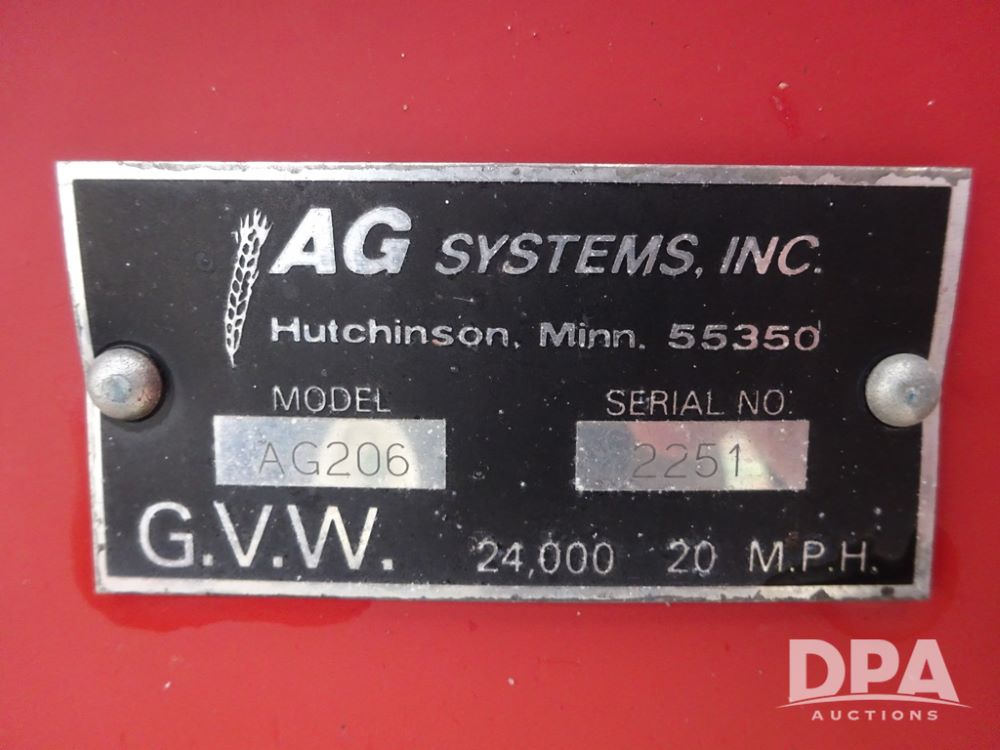 AG SYSTEMS, INC.
Hutchinson, Minn. 55350
MODEL SERIAL NO.
AG206 2251
G.V.W. 24,000 20 M.P.H.
DPA
AUCTIONS